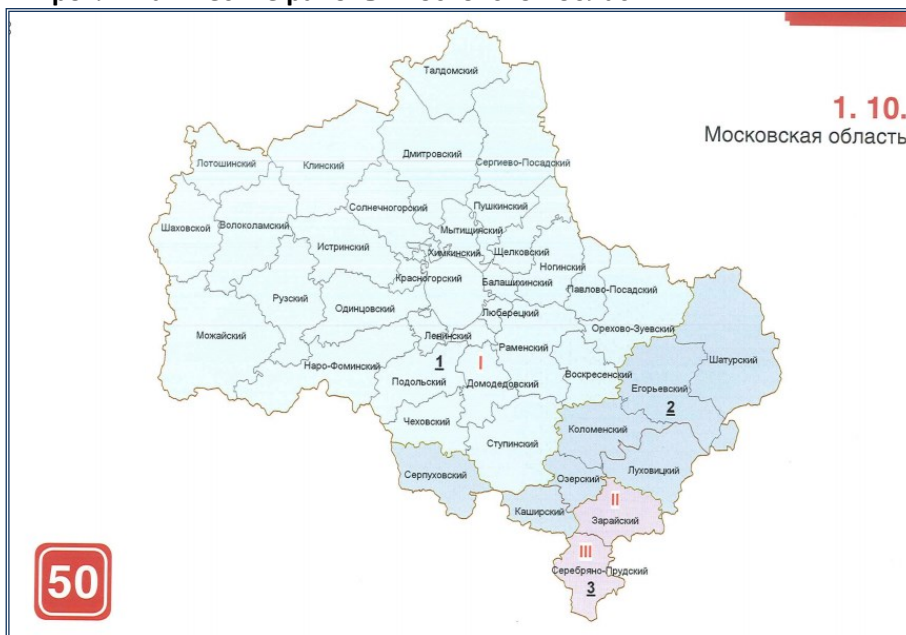 1. 10.
Московская область
Талдомский
Лотошинский
Клинский
Дмитровский
Сергиево-Посадский
Солнечногорский
Пушкинский
Шаховской
Волоколамский
Мытищинский
Истринский
Химкинский
Щелковский
Ногинский
Красногорский
Балашихинский
Павлово-Посадский
Рузский
Одинцовский
Люберецкий
Можайский
Ленинский
Орехово-Зуевский
Раменский
Шатурский
1
I
Наро-Фоминский
Воскресенский
Подольский
Домодедовский
Егорьевский
2
Чеховский
Коломенский
Ступинский
Серпуховский
Озерский
Луховицкий
Каширский
II
Зарайский
III
Серебряно-Прудский
3
50